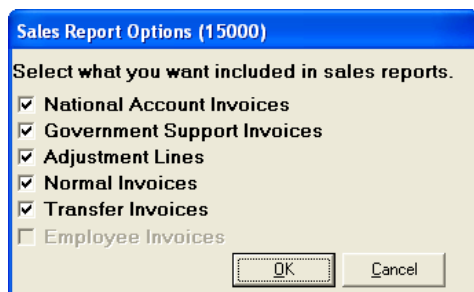 Sales Report Options (15000)
Select what you want included in sales reports.
National Account Invoices
Government Support Invoices
Adjustment Lines
Normal Invoices
Transfer Invoices
Employee Invoices
OK Cancel